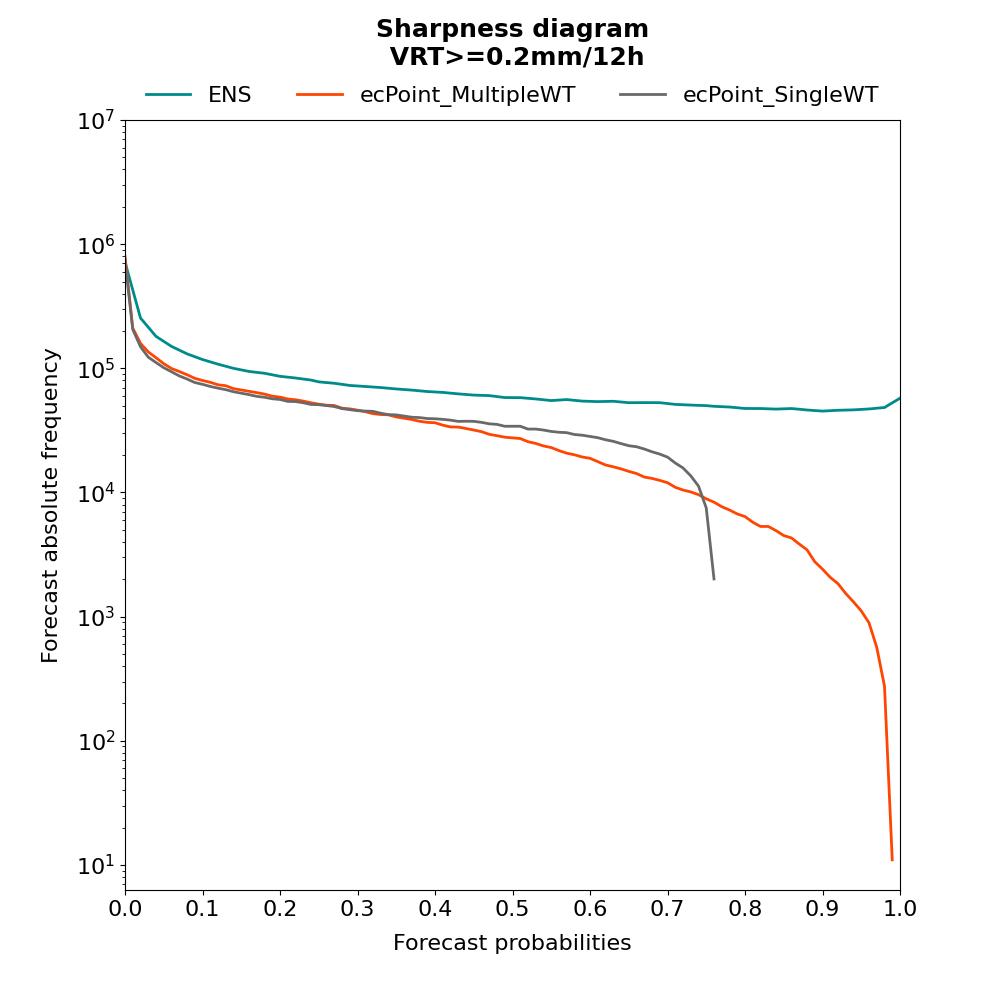 Sharpness diagram
VRT>=0.2mm/12h
ENS ecPoint_MultipleWT ecPoint_SingleWT
10⁷
10⁶
10⁵
10⁴
10³
10²
10¹
Forecast absolute frequency
0.0 0.1 0.2 0.3 0.4 0.5 0.6 0.7 0.8 0.9 1.0
Forecast probabilities